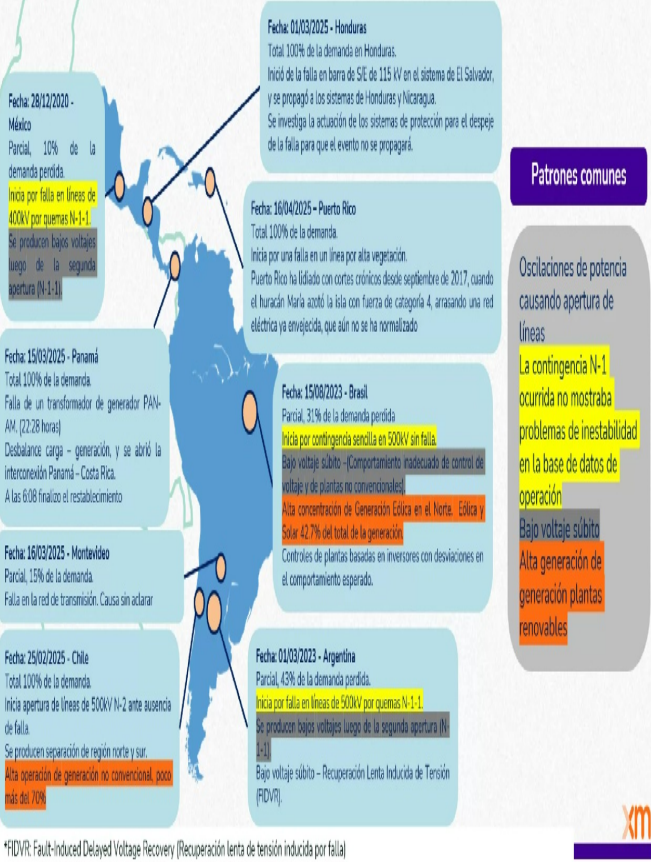 Fecha: 01/03/2025 - Honduras
Total 100% de la demanda en Honduras.
Inició de la falla en barra de S/E de 115 kV en el sistema de El Salvador,
y se propagó a los sistemas de Honduras y Nicaragua.
Se investiga la actuación de los sistemas de protección para el despeje
de la falla para que el evento no se propagará.
Fecha: 28/12/2020 -
México
Parcial, 10% de la
demanda perdida.
Inicia por falla en líneas de
400kV por quemas N-1-1.
Se producen bajos voltajes
luego de la segunda
apertura (N-1-1).
Fecha: 16/04/2025 – Puerto Rico
Total 100% de la demanda.
Inicia por una falla en un línea por alta vegetación.
Puerto Rico ha lidiado con cortes crónicos desde septiembre de 2017, cuando
el huracán María azotó la isla con fuerza de categoría 4, arrasando una red
eléctrica ya envejecida, que aún no se ha normalizado
Fecha: 15/03/2025 - Panamá
Total 100% de la demanda.
Falla de un transformador de generador PAN-
AM. (22:28 horas)
Desbalance carga – generación, y se abrió la
interconexión Panamá – Costa Rica.
A las 6:08 finalizo el restablecimiento
Fecha: 15/08/2023 - Brasil
Parcial, 31% de la demanda perdida
Inicia por contingencia sencilla en 500kV sin falla.
Bajo voltaje súbito –(Comportamiento inadecuado de control de
voltaje y de plantas no convencionales).
Alta concentración de Generación Eólica en el Norte. Eólica y
Solar 42.7% del total de la generación.
Controles de plantas basadas en inversores con desviaciones en
el comportamiento esperado.
Fecha: 16/03/2025 - Montevideo
Parcial, 15% de la demanda.
Falla en la red de transmisión. Causa sin aclarar
Fecha: 25/02/2025 - Chile
Total 100% de la demanda.
Inicia apertura de líneas de 500kV N-2 ante ausencia
de falla.
Se producen separación de región norte y sur.
Alta operación de generación no convencional, poco
más del 70%
Fecha: 01/03/2023 - Argentina
Parcial, 43% de la demanda perdida.
Inicia por falla en líneas de 500kV por quemas N-1-1.
Se producen bajos voltajes luego de la segunda apertura (N-
1-1)
Bajo voltaje súbito – Recuperación Lenta Inducida de Tensión
(FIDVR).
Patrones comunes
Oscilaciones de potencia
causando apertura de
líneas
La contingencia N-1
ocurrida no mostraba
problemas de inestabilidad
en la base de datos de
operación
Bajo voltaje súbito
Alta generación de
generación plantas
renovables
xm
*FIDVR: Fault-Induced Delayed Voltage Recovery (Recuperación lenta de tensión inducida por falla)